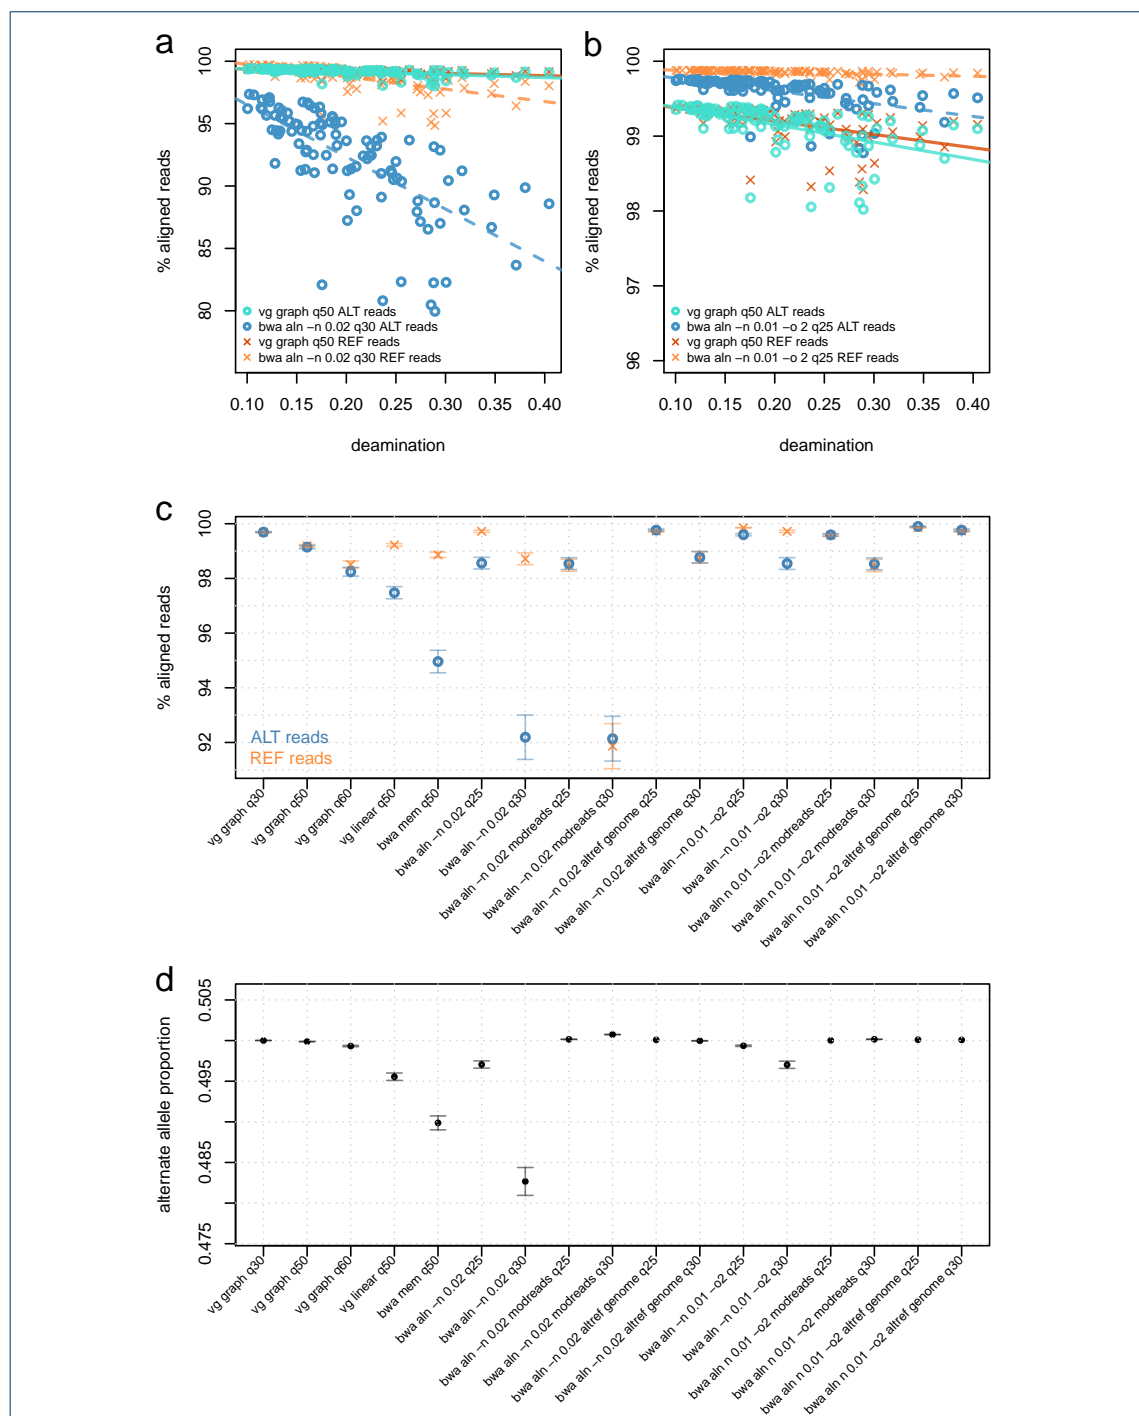 a
100
95
90
85
80
% aligned reads
vg graph q50 ALT reads
bwa aln −n 0.02 q30 ALT reads
vg graph q50 REF reads
bwa aln −n 0.02 q30 REF reads
0.10 0.15 0.20 0.25 0.30 0.35 0.40
deamination
b
100
99
98
97
96
% aligned reads
vg graph q50 ALT reads
bwa aln −n 0.01 −o 2 q25 ALT reads
vg graph q50 REF reads
bwa aln −n 0.01 −o 2 q25 REF reads
0.10 0.15 0.20 0.25 0.30 0.35 0.40
deamination
c
100
98
96
94
92
% aligned reads
ALT reads
REF reads
vg graph q30
vg graph q50
vg graph q60
vg linear q50
bwa mem q50
bwa aln −n 0.02 q25
bwa aln −n 0.02 q30
bwa aln −n 0.02 modreads q25
bwa aln −n 0.02 modreads q30
bwa aln −n 0.02 altref genome q25
bwa aln −n 0.02 altref genome q30
bwa aln −n 0.01 −o2 q25
bwa aln −n 0.01 −o2 q30
bwa aln n 0.01 −o2 modreads q25
bwa aln n 0.01 −o2 modreads q30
bwa aln n 0.01 −o2 altref genome q25
bwa aln n 0.01 −o2 altref genome q30
d
0.505
0.495
0.485
0.475
alternate allele proportion
vg graph q30
vg graph q50
vg graph q60
vg linear q50
bwa mem q50
bwa aln −n 0.02 q25
bwa aln −n 0.02 q30
bwa aln −n 0.02 modreads q25
bwa aln −n 0.02 modreads q30
bwa aln −n 0.02 altref genome q25
bwa aln −n 0.02 altref genome q30
bwa aln −n 0.01 −o2 q25
bwa aln −n 0.01 −o2 q30
bwa aln n 0.01 −o2 modreads q25
bwa aln n 0.01 −o2 modreads q30
bwa aln n 0.01 −o2 altref genome q25
bwa aln n 0.01 −o2 altref genome q30